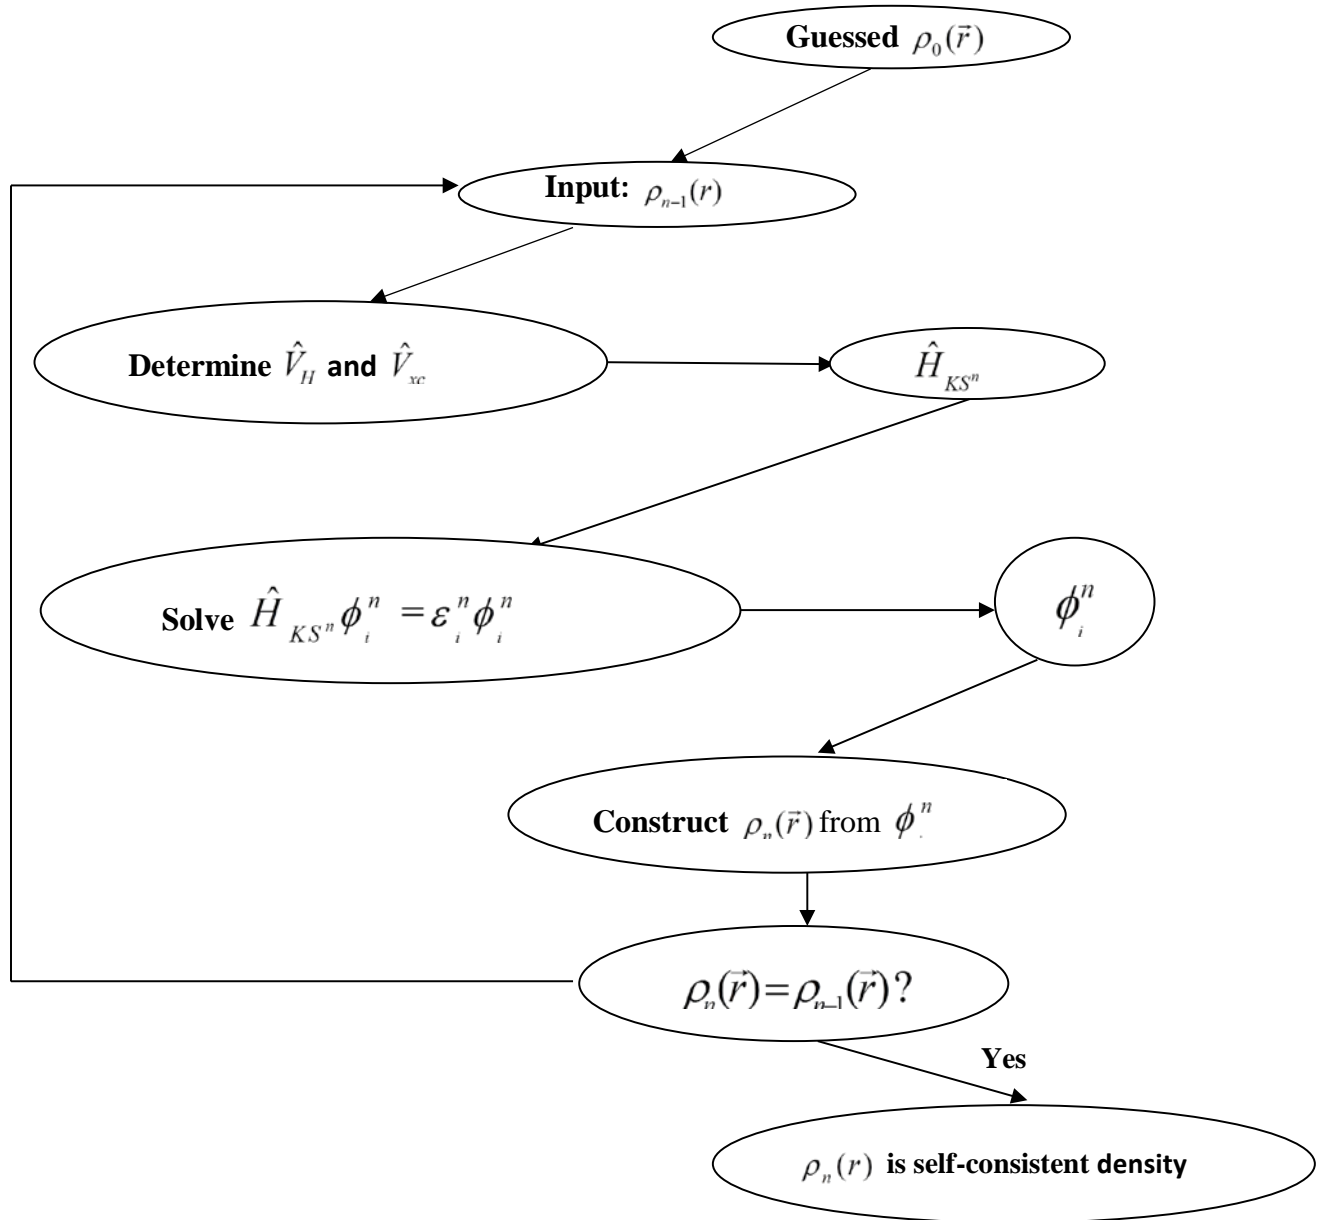 Guessed ρ₀(r⃗)
Input: ρₙ₋₁(r)
Determine V̂_H and V̂_xc
Ĥ_KSⁿ
Solve Ĥ_KSⁿ ϕᵢⁿ = εᵢⁿ ϕᵢⁿ
ϕᵢⁿ
Construct ρₙ(r⃗) from ϕⁿ
ρₙ(r⃗)=ρₙ₋₁(r⃗)?
Yes
ρₙ(r) is self-consistent density